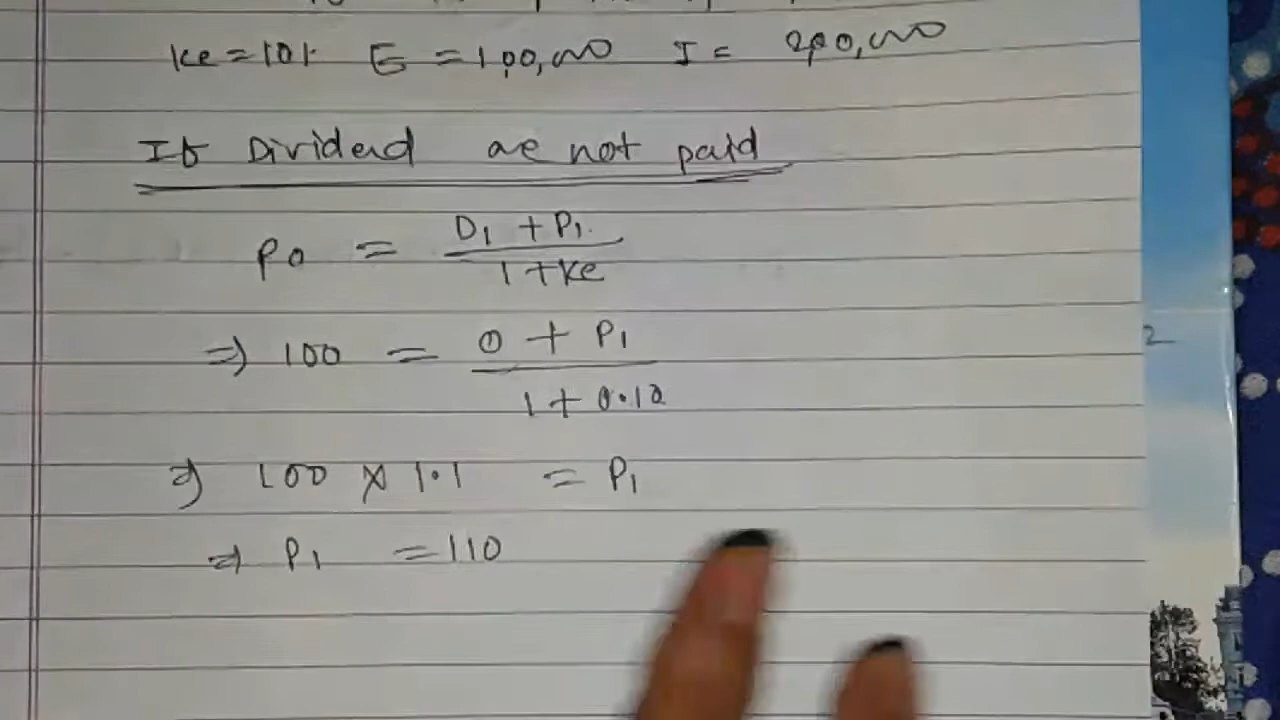 Ke = 10% E = 1,00,000 I = 200,000
If Dividend are not paid
P0 = D1 + P1 / 1 + Ke
⇒ 100 = 0 + P1 / 1 + 0.10
⇒ 100 × 1.1 = P1
⇒ P1 = 110